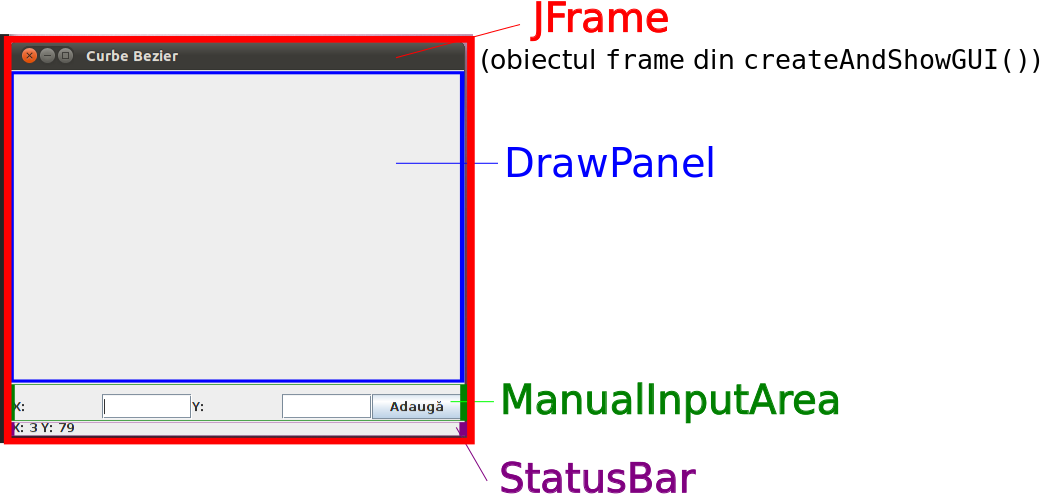 JFrame
Curbe Bezier
(obiectul frame din createAndShowGUI())
DrawPanel
X: Y: Adaugă
ManualInputArea
X: 3 Y: 79
StatusBar